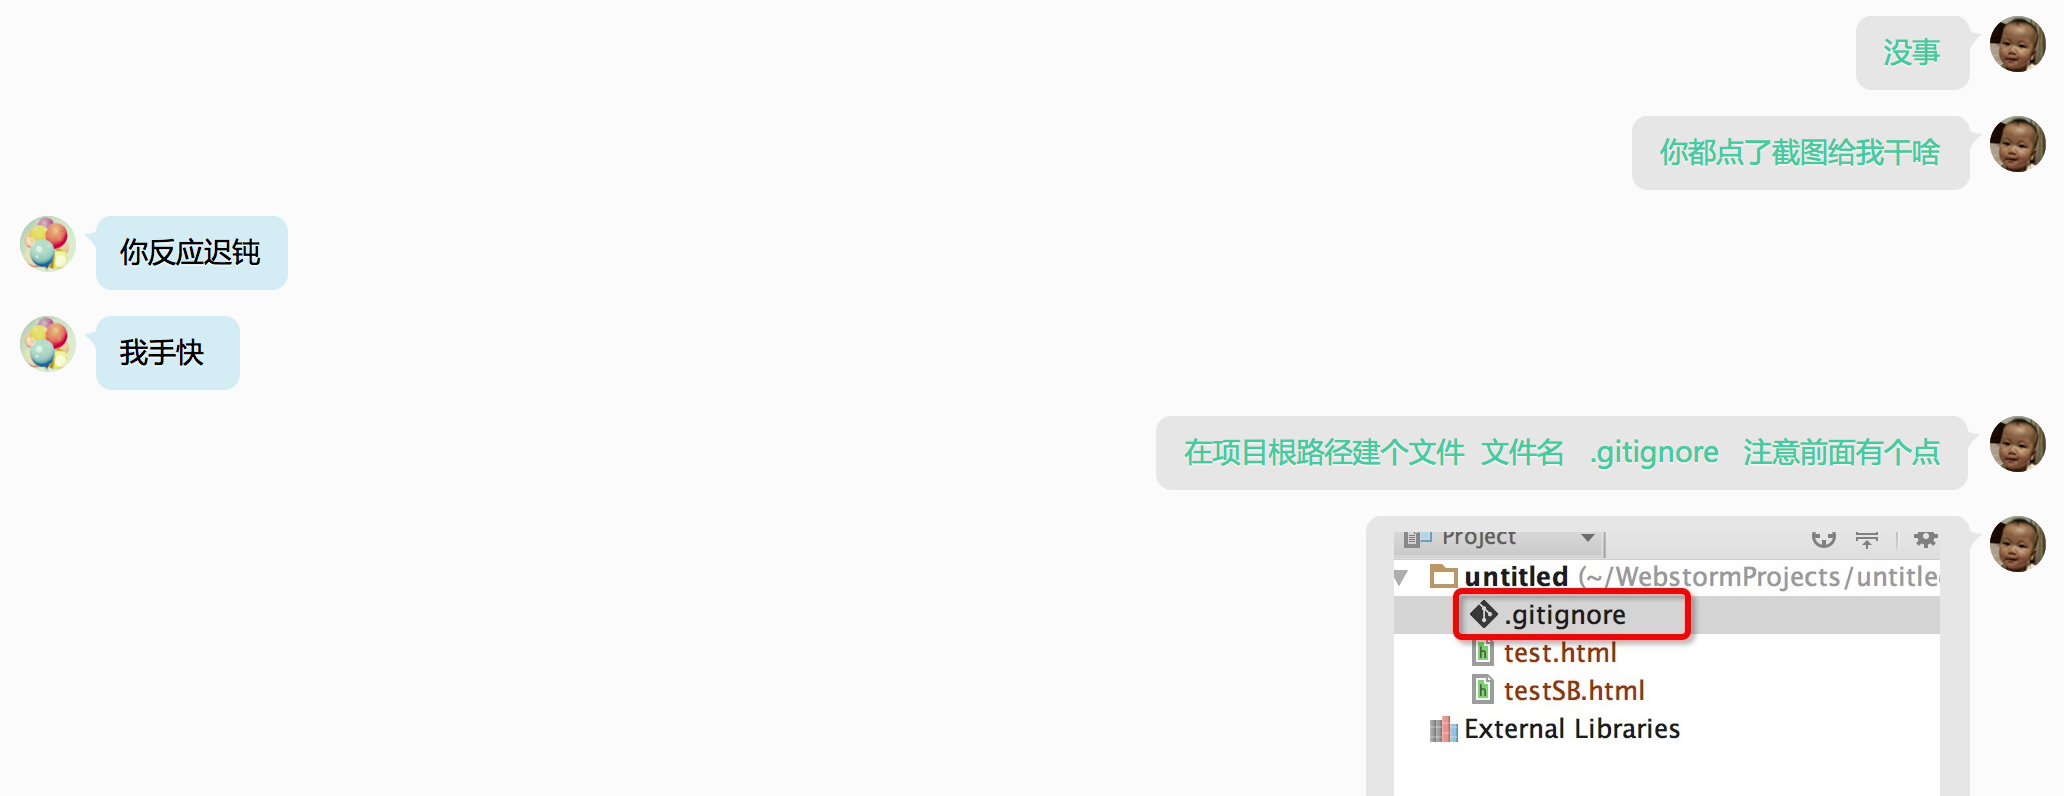 没事
你都点了截图给我干啥
你反应迟钝
我手快
在项目根路径建个文件 文件名 .gitignore 注意前面有个点
Project
untitled (~/WebstormProjects/untitle
.gitignore
test.html
testSB.html
External Libraries